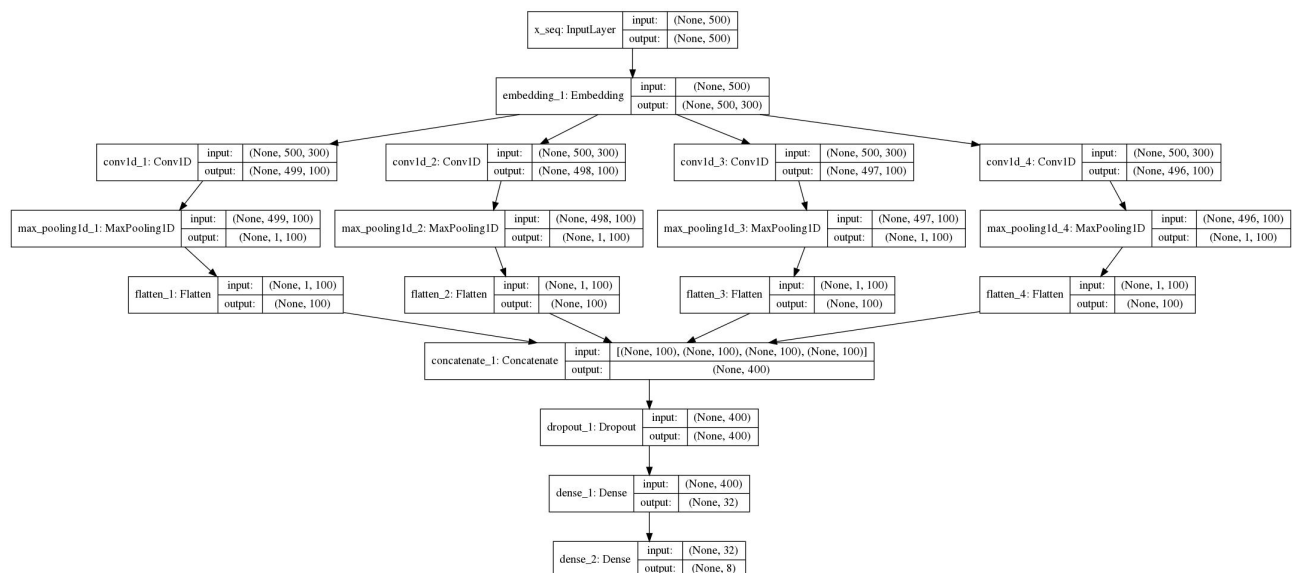 x_seq: InputLayer input: (None, 500)
output: (None, 500)
embedding_1: Embedding input: (None, 500)
output: (None, 500, 300)
conv1d_1: Conv1D input: (None, 500, 300)
output: (None, 499, 100)
conv1d_2: Conv1D input: (None, 500, 300)
output: (None, 498, 100)
conv1d_3: Conv1D input: (None, 500, 300)
output: (None, 497, 100)
conv1d_4: Conv1D input: (None, 500, 300)
output: (None, 496, 100)
max_pooling1d_1: MaxPooling1D input: (None, 499, 100)
output: (None, 1, 100)
max_pooling1d_2: MaxPooling1D input: (None, 498, 100)
output: (None, 1, 100)
max_pooling1d_3: MaxPooling1D input: (None, 497, 100)
output: (None, 1, 100)
max_pooling1d_4: MaxPooling1D input: (None, 496, 100)
output: (None, 1, 100)
flatten_1: Flatten input: (None, 1, 100)
output: (None, 100)
flatten_2: Flatten input: (None, 1, 100)
output: (None, 100)
flatten_3: Flatten input: (None, 1, 100)
output: (None, 100)
flatten_4: Flatten input: (None, 1, 100)
output: (None, 100)
concatenate_1: Concatenate input: [(None, 100), (None, 100), (None, 100), (None, 100)]
output: (None, 400)
dropout_1: Dropout input: (None, 400)
output: (None, 400)
dense_1: Dense input: (None, 400)
output: (None, 32)
dense_2: Dense input: (None, 32)
output: (None, 8)